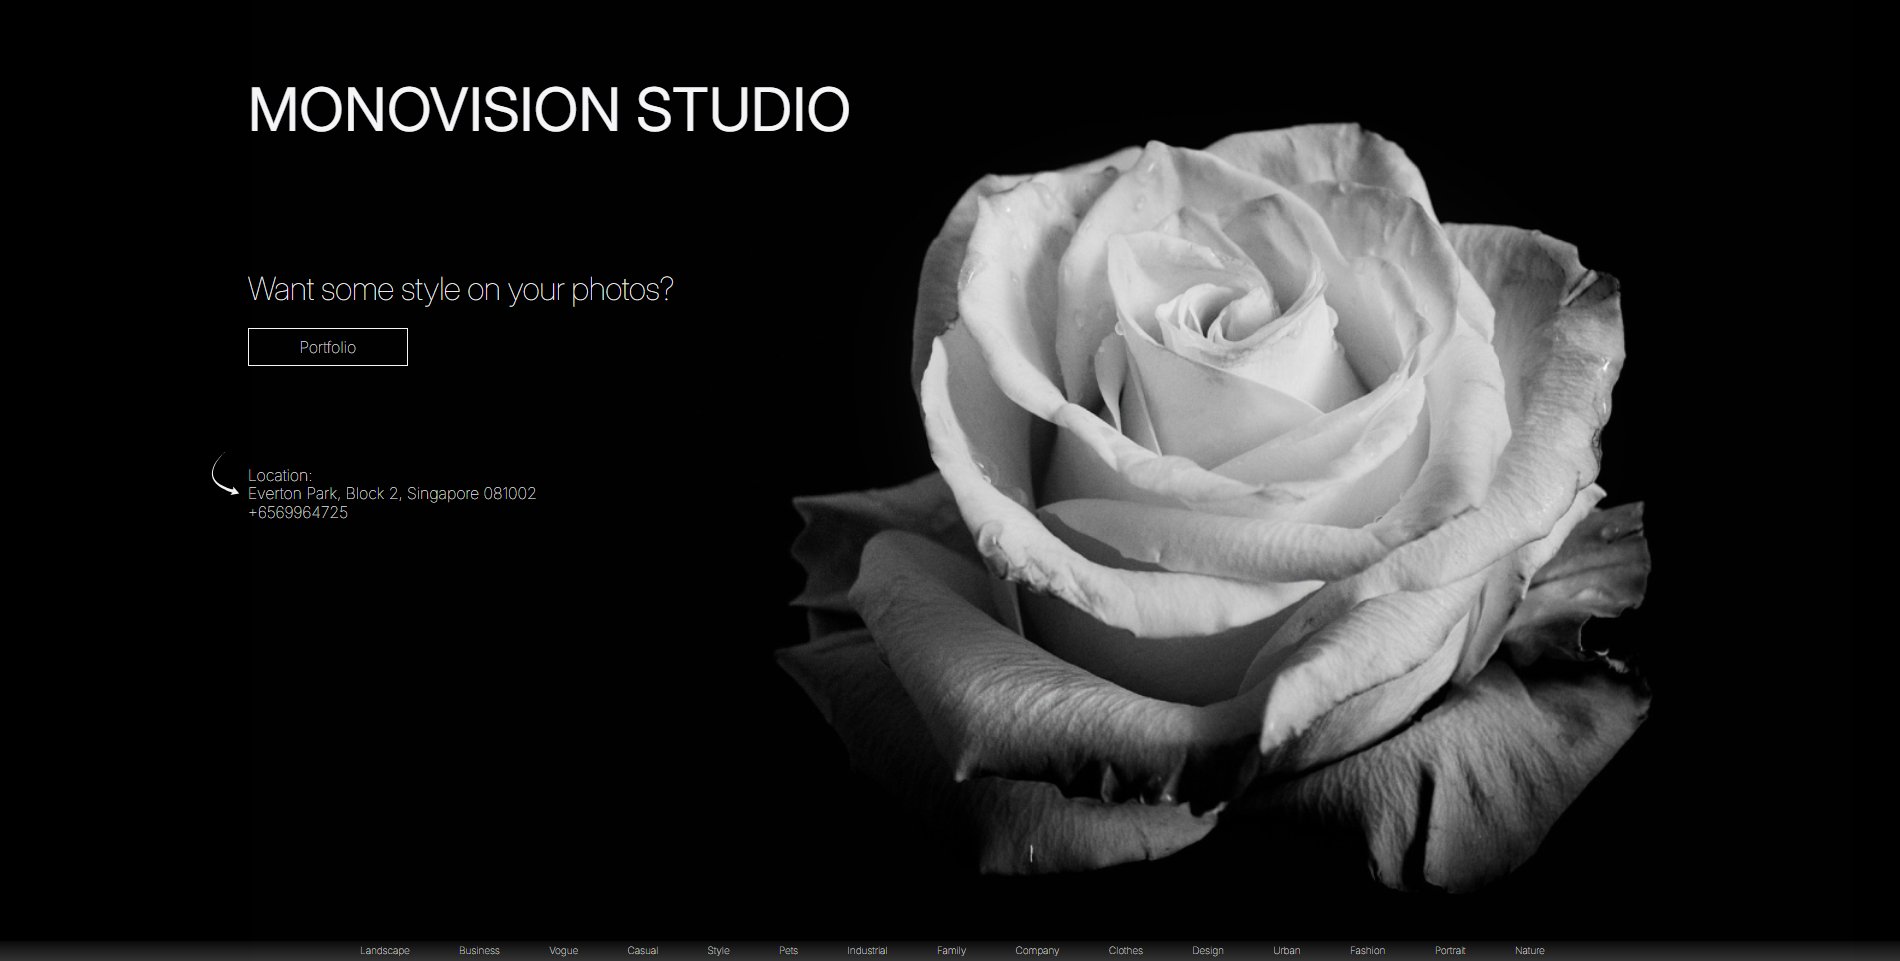 MONOVISION STUDIO
Want some style on your photos?
Portfolio
Location:
Everton Park, Block 2, Singapore 081002
+6569964725
Landscape Business Vogue Casual Style Pets Industrial Family Company Clothes Design Urban Fashion Portrait Nature